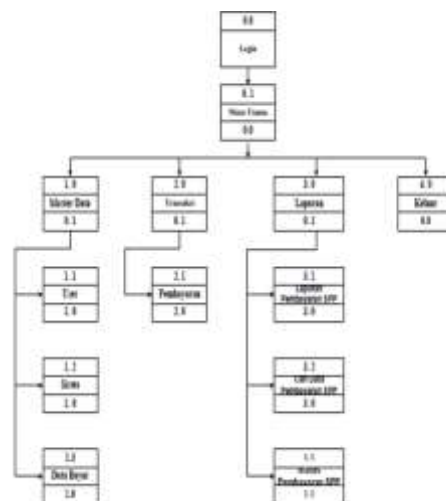 0.0
Login
0.1
Menu Utama
0.0
1.0
Master Data
0.1
2.0
Transaksi
0.1
3.0
Laporan
0.1
4.0
Keluar
0.0
1.1
User
1.0
2.1
Pembayaran
2.0
3.1
Laporan
Pembayaran SPP
3.0
1.2
Siswa
1.0
3.2
Pembayaran SPP
3.0
1.3
Data Bayar
1.0
Pembayaran SPP